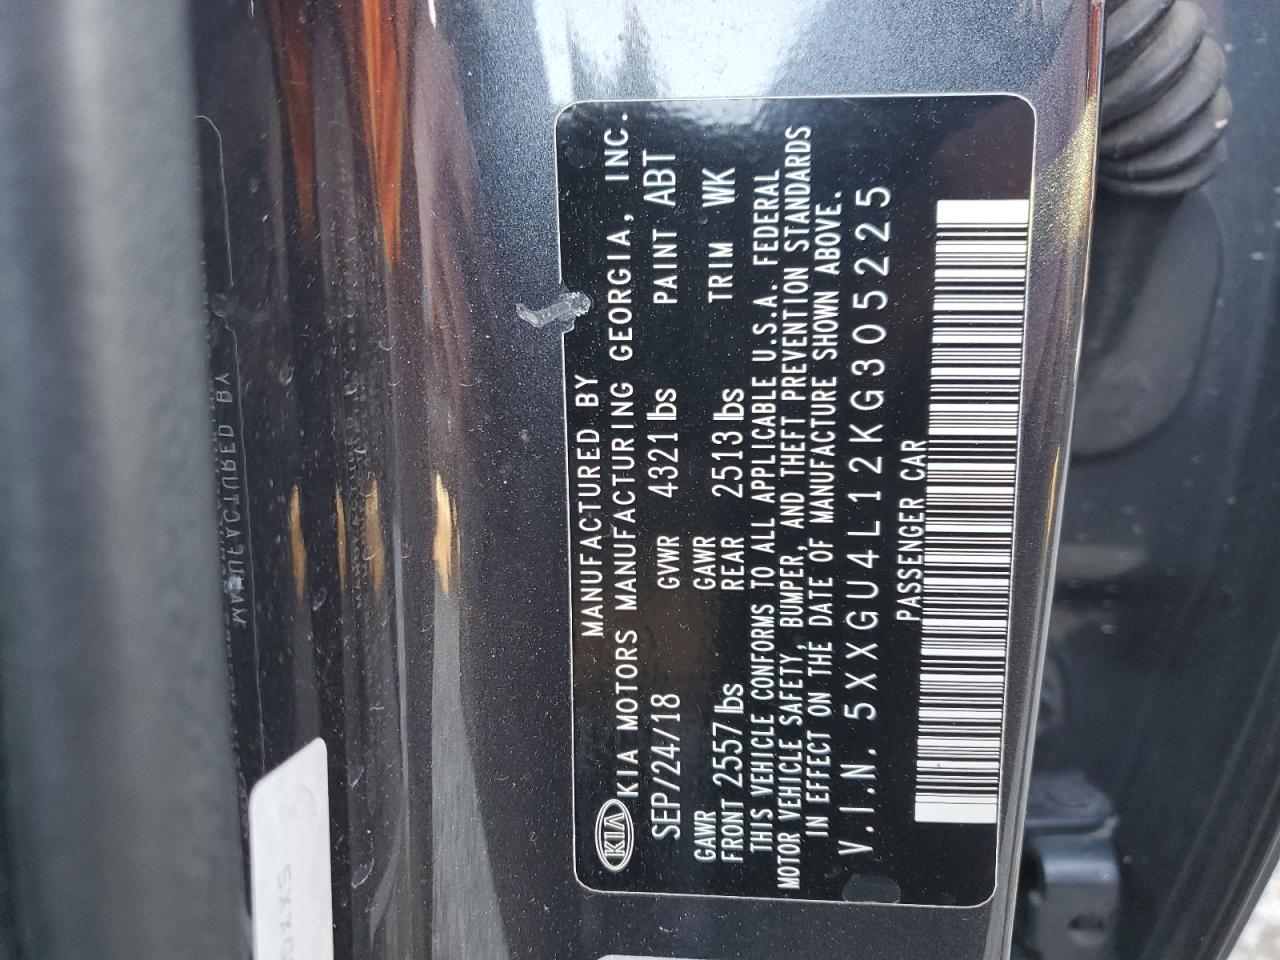 MANUFACTURED BY
KIA KIA MOTORS MANUFACTURING GEORGIA, INC.
SEP/24/18 GVWR 4321 lbs PAINT ABT
GAWR GAWR
FRONT 2557 lbs REAR 2513 lbs TRIM WK
THIS VEHICLE CONFORMS TO ALL APPLICABLE U.S.A. FEDERAL
MOTOR VEHICLE SAFETY, BUMPER, AND THEFT PREVENTION STANDARDS
IN EFFECT ON THE DATE OF MANUFACTURE SHOWN ABOVE.
V.I.N. 5XXGU4L12KG305225
PASSENGER CAR
MANUFACTURED BY